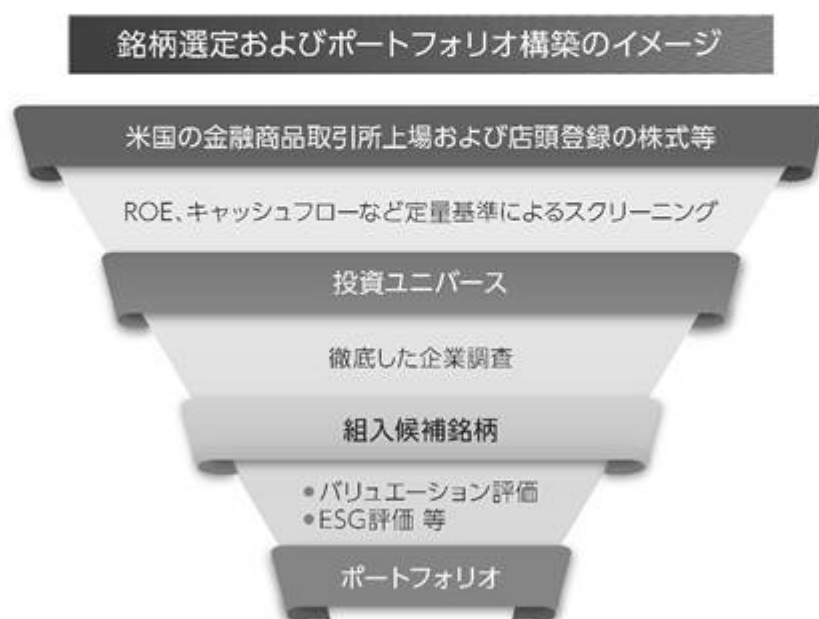 銘柄選定およびポートフォリオ構築のイメージ
米国の金融商品取引所上場および店頭登録の株式等
ROE、キャッシュフローなど定量基準によるスクリーニング
投資ユニバース
徹底した企業調査
組入候補銘柄
●バリュエーション評価
●ESG評価 等
ポートフォリオ